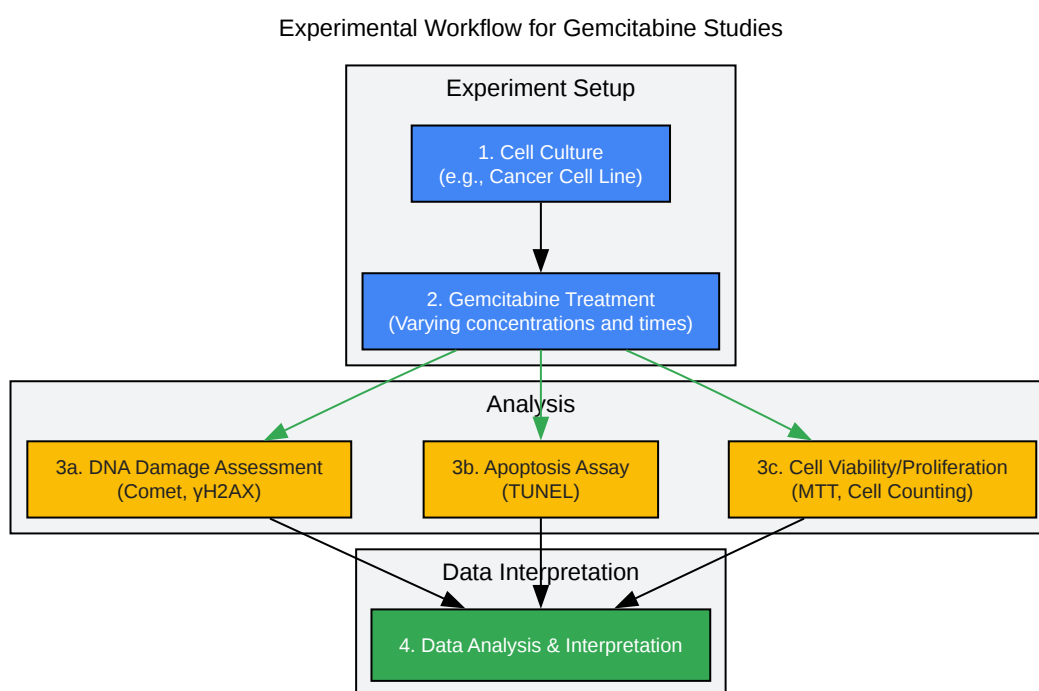 Experimental Workflow for Gemcitabine Studies
Experiment Setup
1. Cell Culture
(e.g., Cancer Cell Line)
2. Gemcitabine Treatment
(Varying concentrations and times)
Analysis
3a. DNA Damage Assessment
(Comet, γH2AX)
3b. Apoptosis Assay
(TUNEL)
3c. Cell Viability/Proliferation
(MTT, Cell Counting)
Data Interpretation
4. Data Analysis & Interpretation